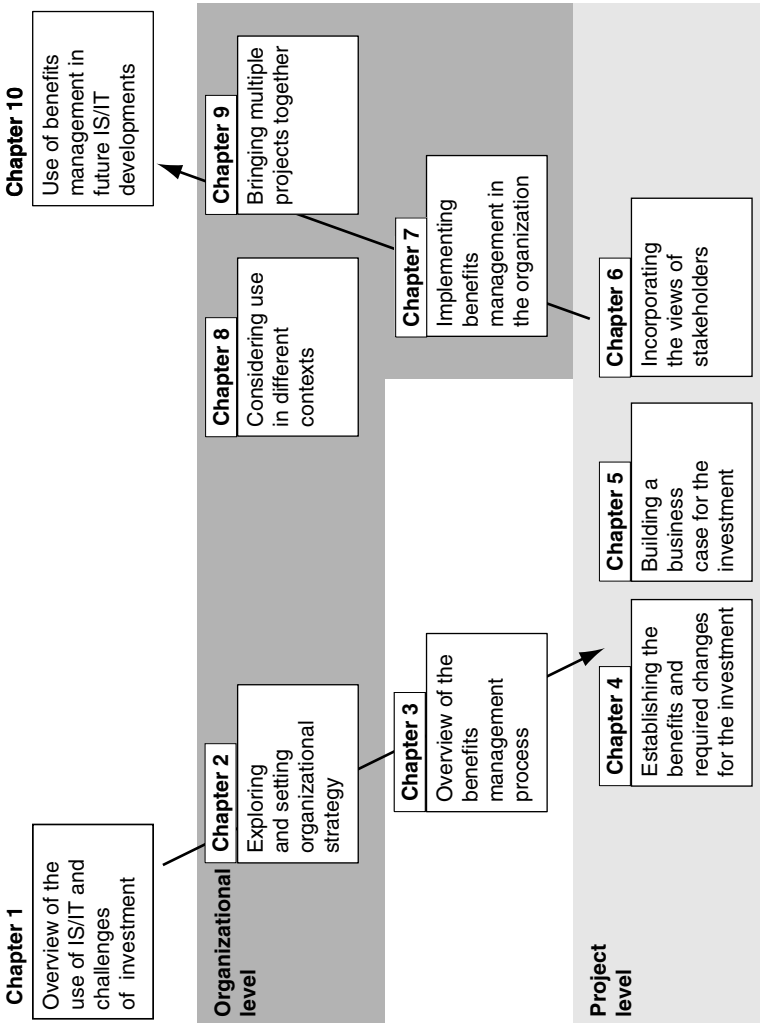 Chapter 1
Overview of the
use of IS/IT and
challenges
of investment
Chapter 10
Use of benefits
management in
future IS/IT
developments
Organizational
level
Chapter 2
Exploring
and setting
organizational
strategy
Chapter 8
Considering use
in different
contexts
Chapter 9
Bringing multiple
projects together
Chapter 3
Overview of the
benefits
management
process
Chapter 7
Implementing
benefits
management in
the organization
Project
level
Chapter 4
Establishing the
benefits and
required changes
for the investment
Chapter 5
Building a
business
case for the
investment
Chapter 6
Incorporating
the views of
stakeholders